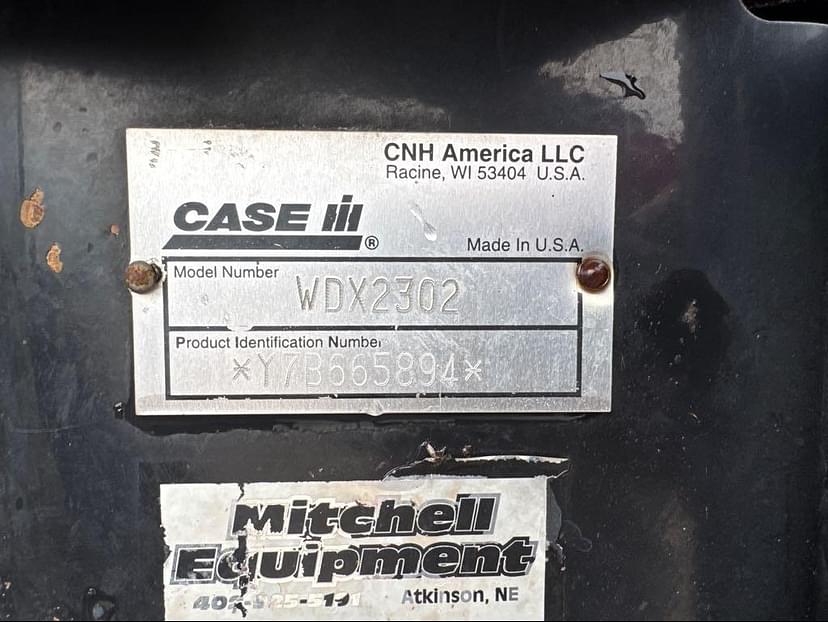 CNH America LLC
Racine, WI 53404 U.S.A.
CASE IH ®
Made In U.S.A.
Model Number
WDX2302
Product Identification Number
*Y7B665894*
Mitchell
Equipment
Atkinson, NE